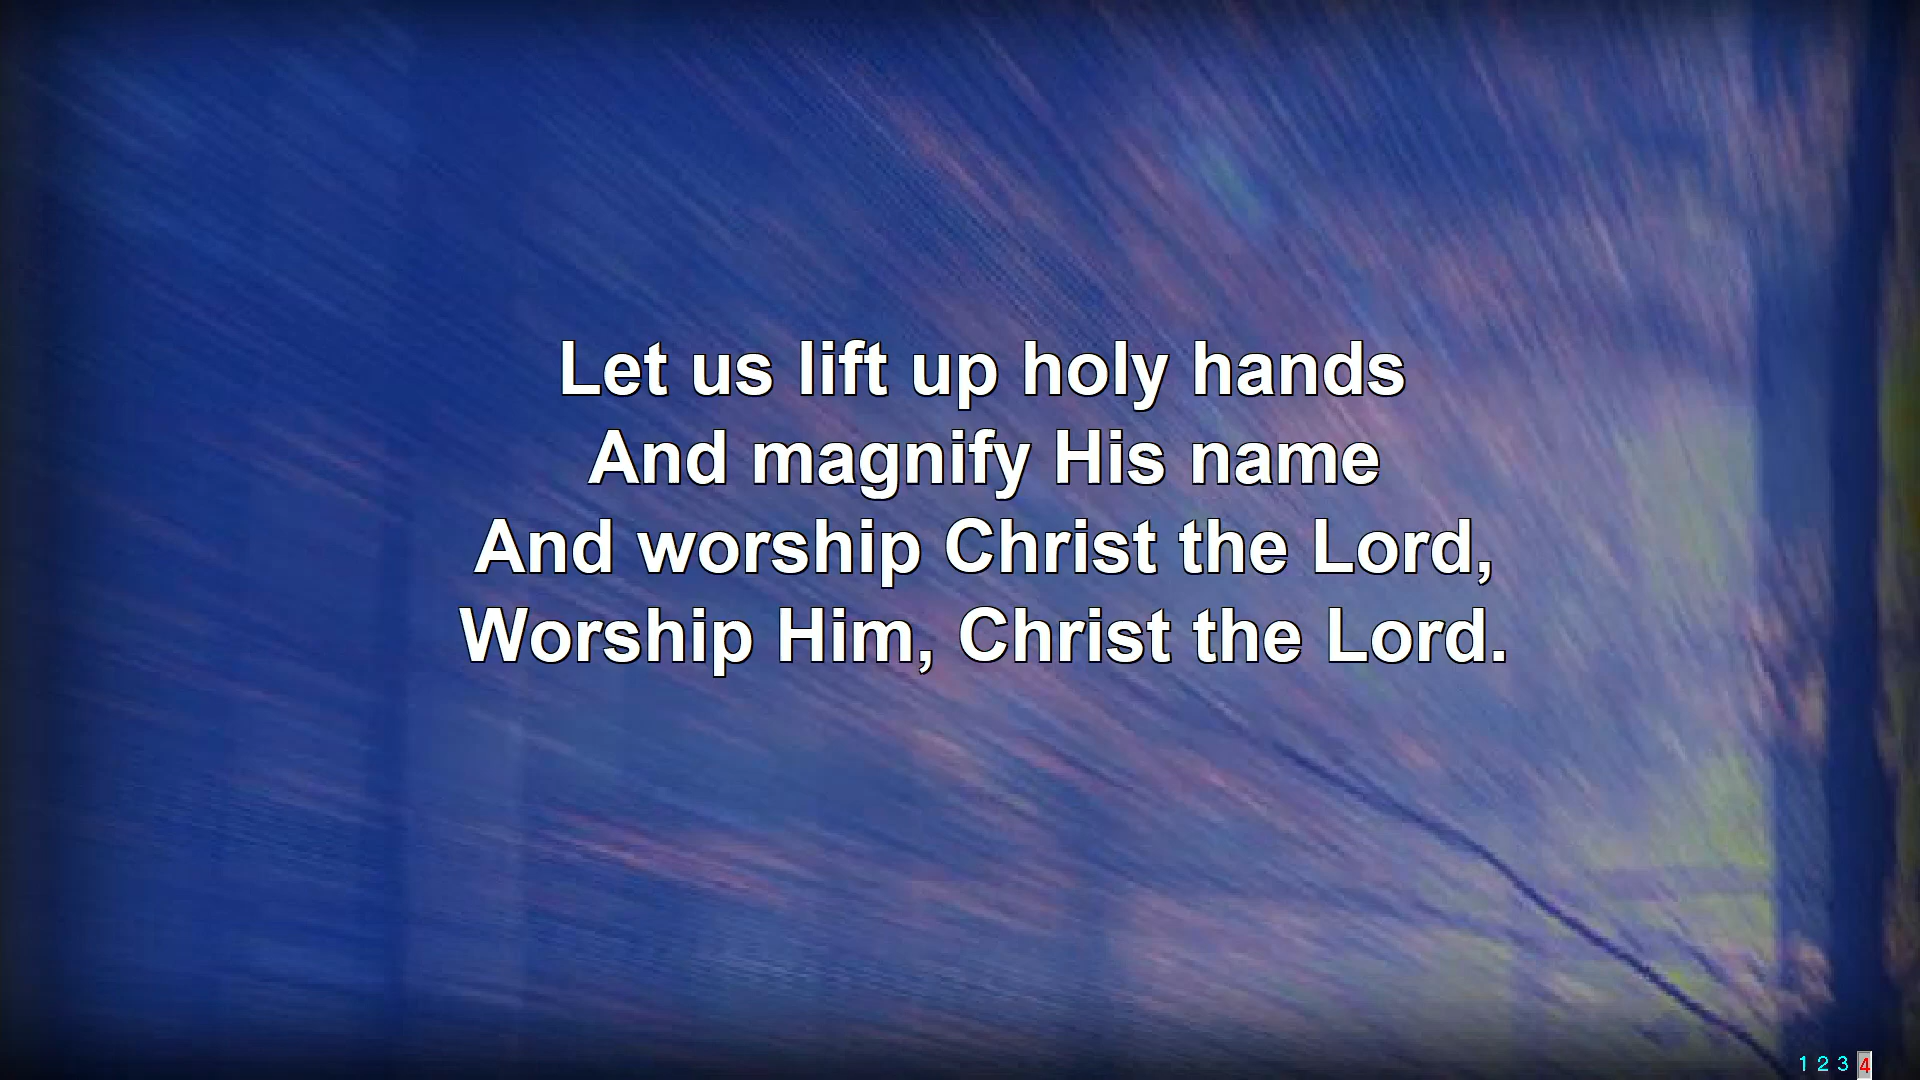 Let us lift up holy hands
And magnify His name
And worship Christ the Lord,
Worship Him, Christ the Lord.
1 2 3 4